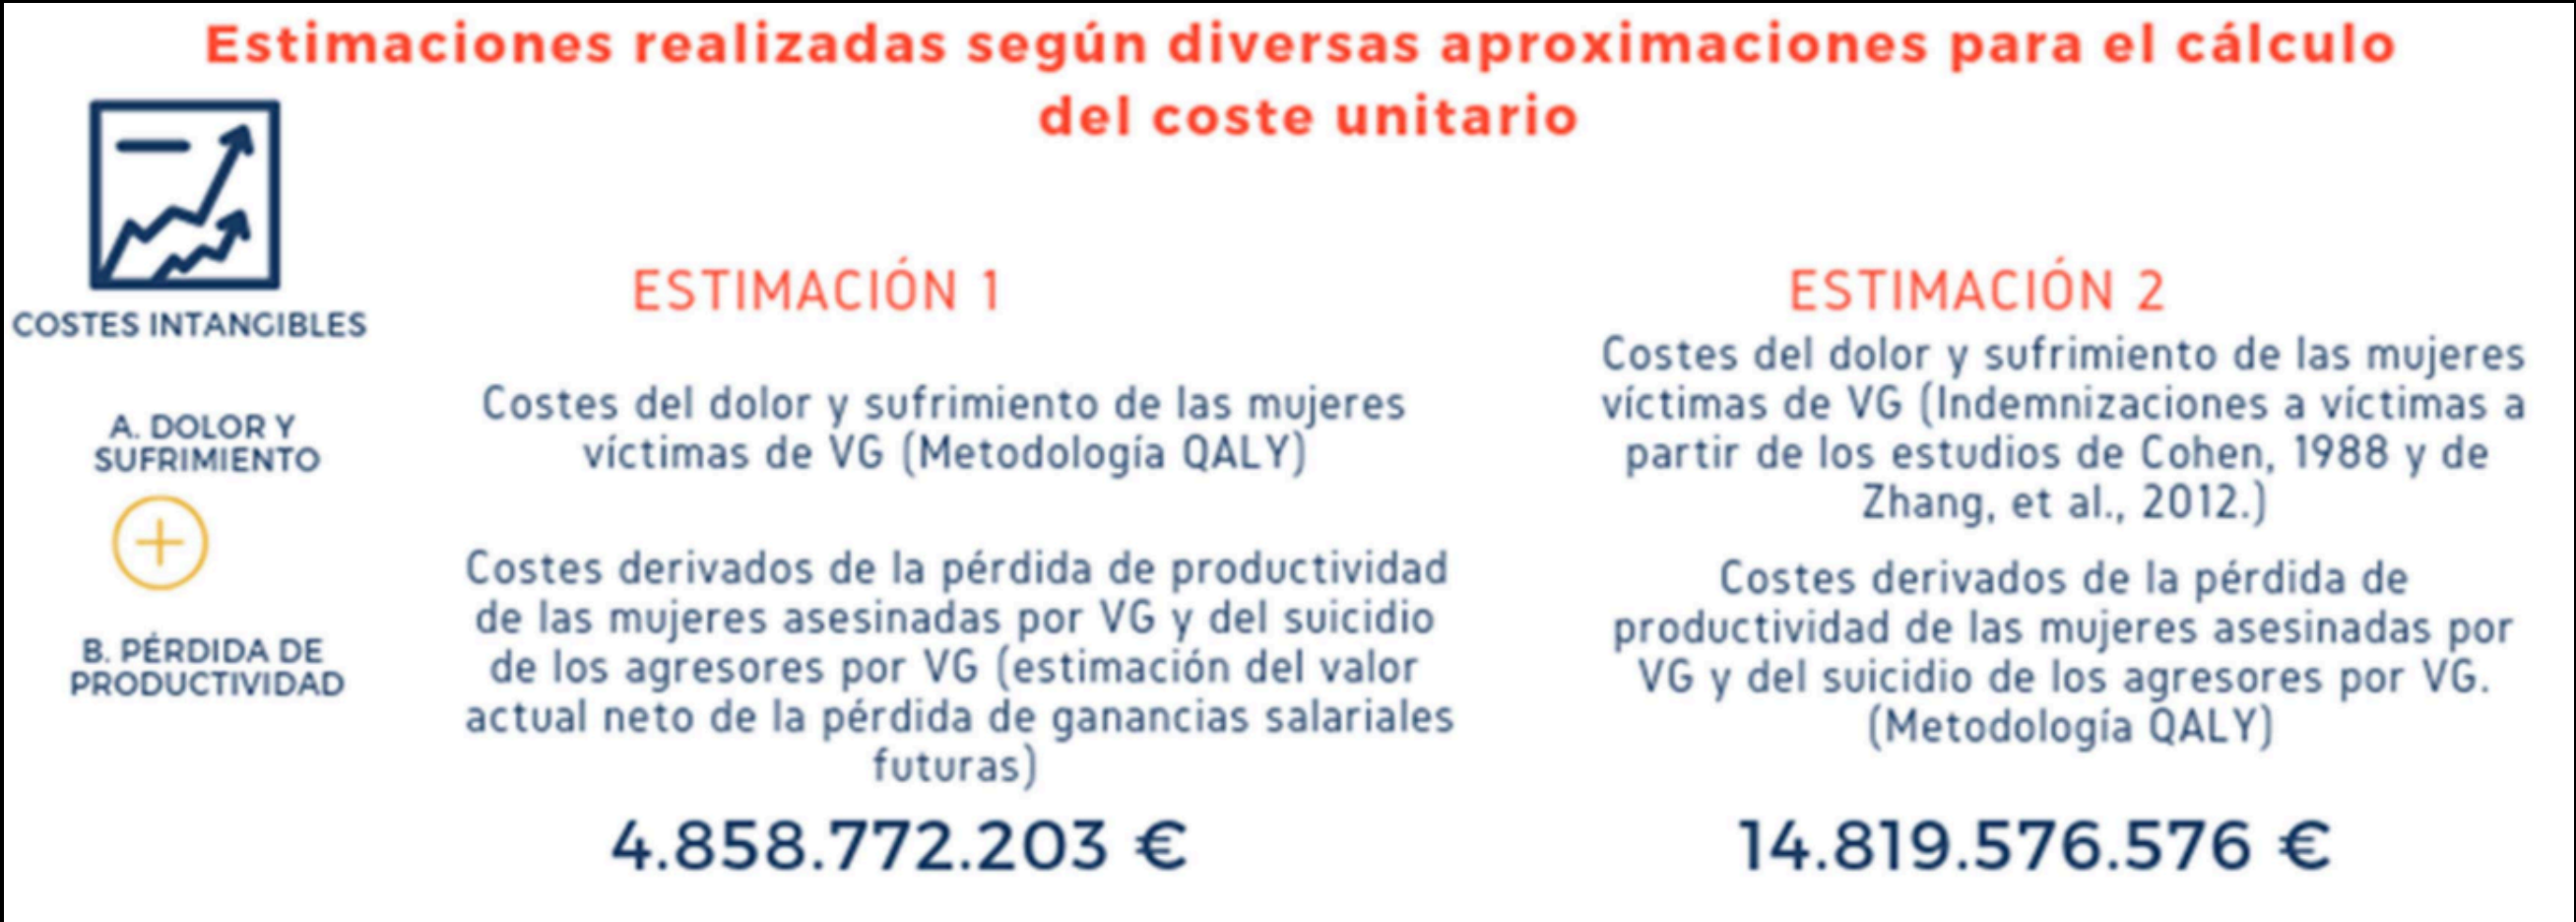 Estimaciones realizadas según diversas aproximaciones para el cálculo
del coste unitario
COSTES INTANGIBLES
A. DOLOR Y
SUFRIMIENTO
B. PÉRDIDA DE
PRODUCTIVIDAD
ESTIMACIÓN 1
Costes del dolor y sufrimiento de las mujeres
víctimas de VG (Metodología QALY)
Costes derivados de la pérdida de productividad
de las mujeres asesinadas por VG y del suicidio
de los agresores por VG (estimación del valor
actual neto de la pérdida de ganancias salariales
futuras)
4.858.772.203 €
ESTIMACIÓN 2
Costes del dolor y sufrimiento de las mujeres
víctimas de VG (Indemnizaciones a víctimas a
partir de los estudios de Cohen, 1988 y de
Zhang, et al., 2012.)
Costes derivados de la pérdida de
productividad de las mujeres asesinadas por
VG y del suicidio de los agresores por VG.
(Metodología QALY)
14.819.576.576 €